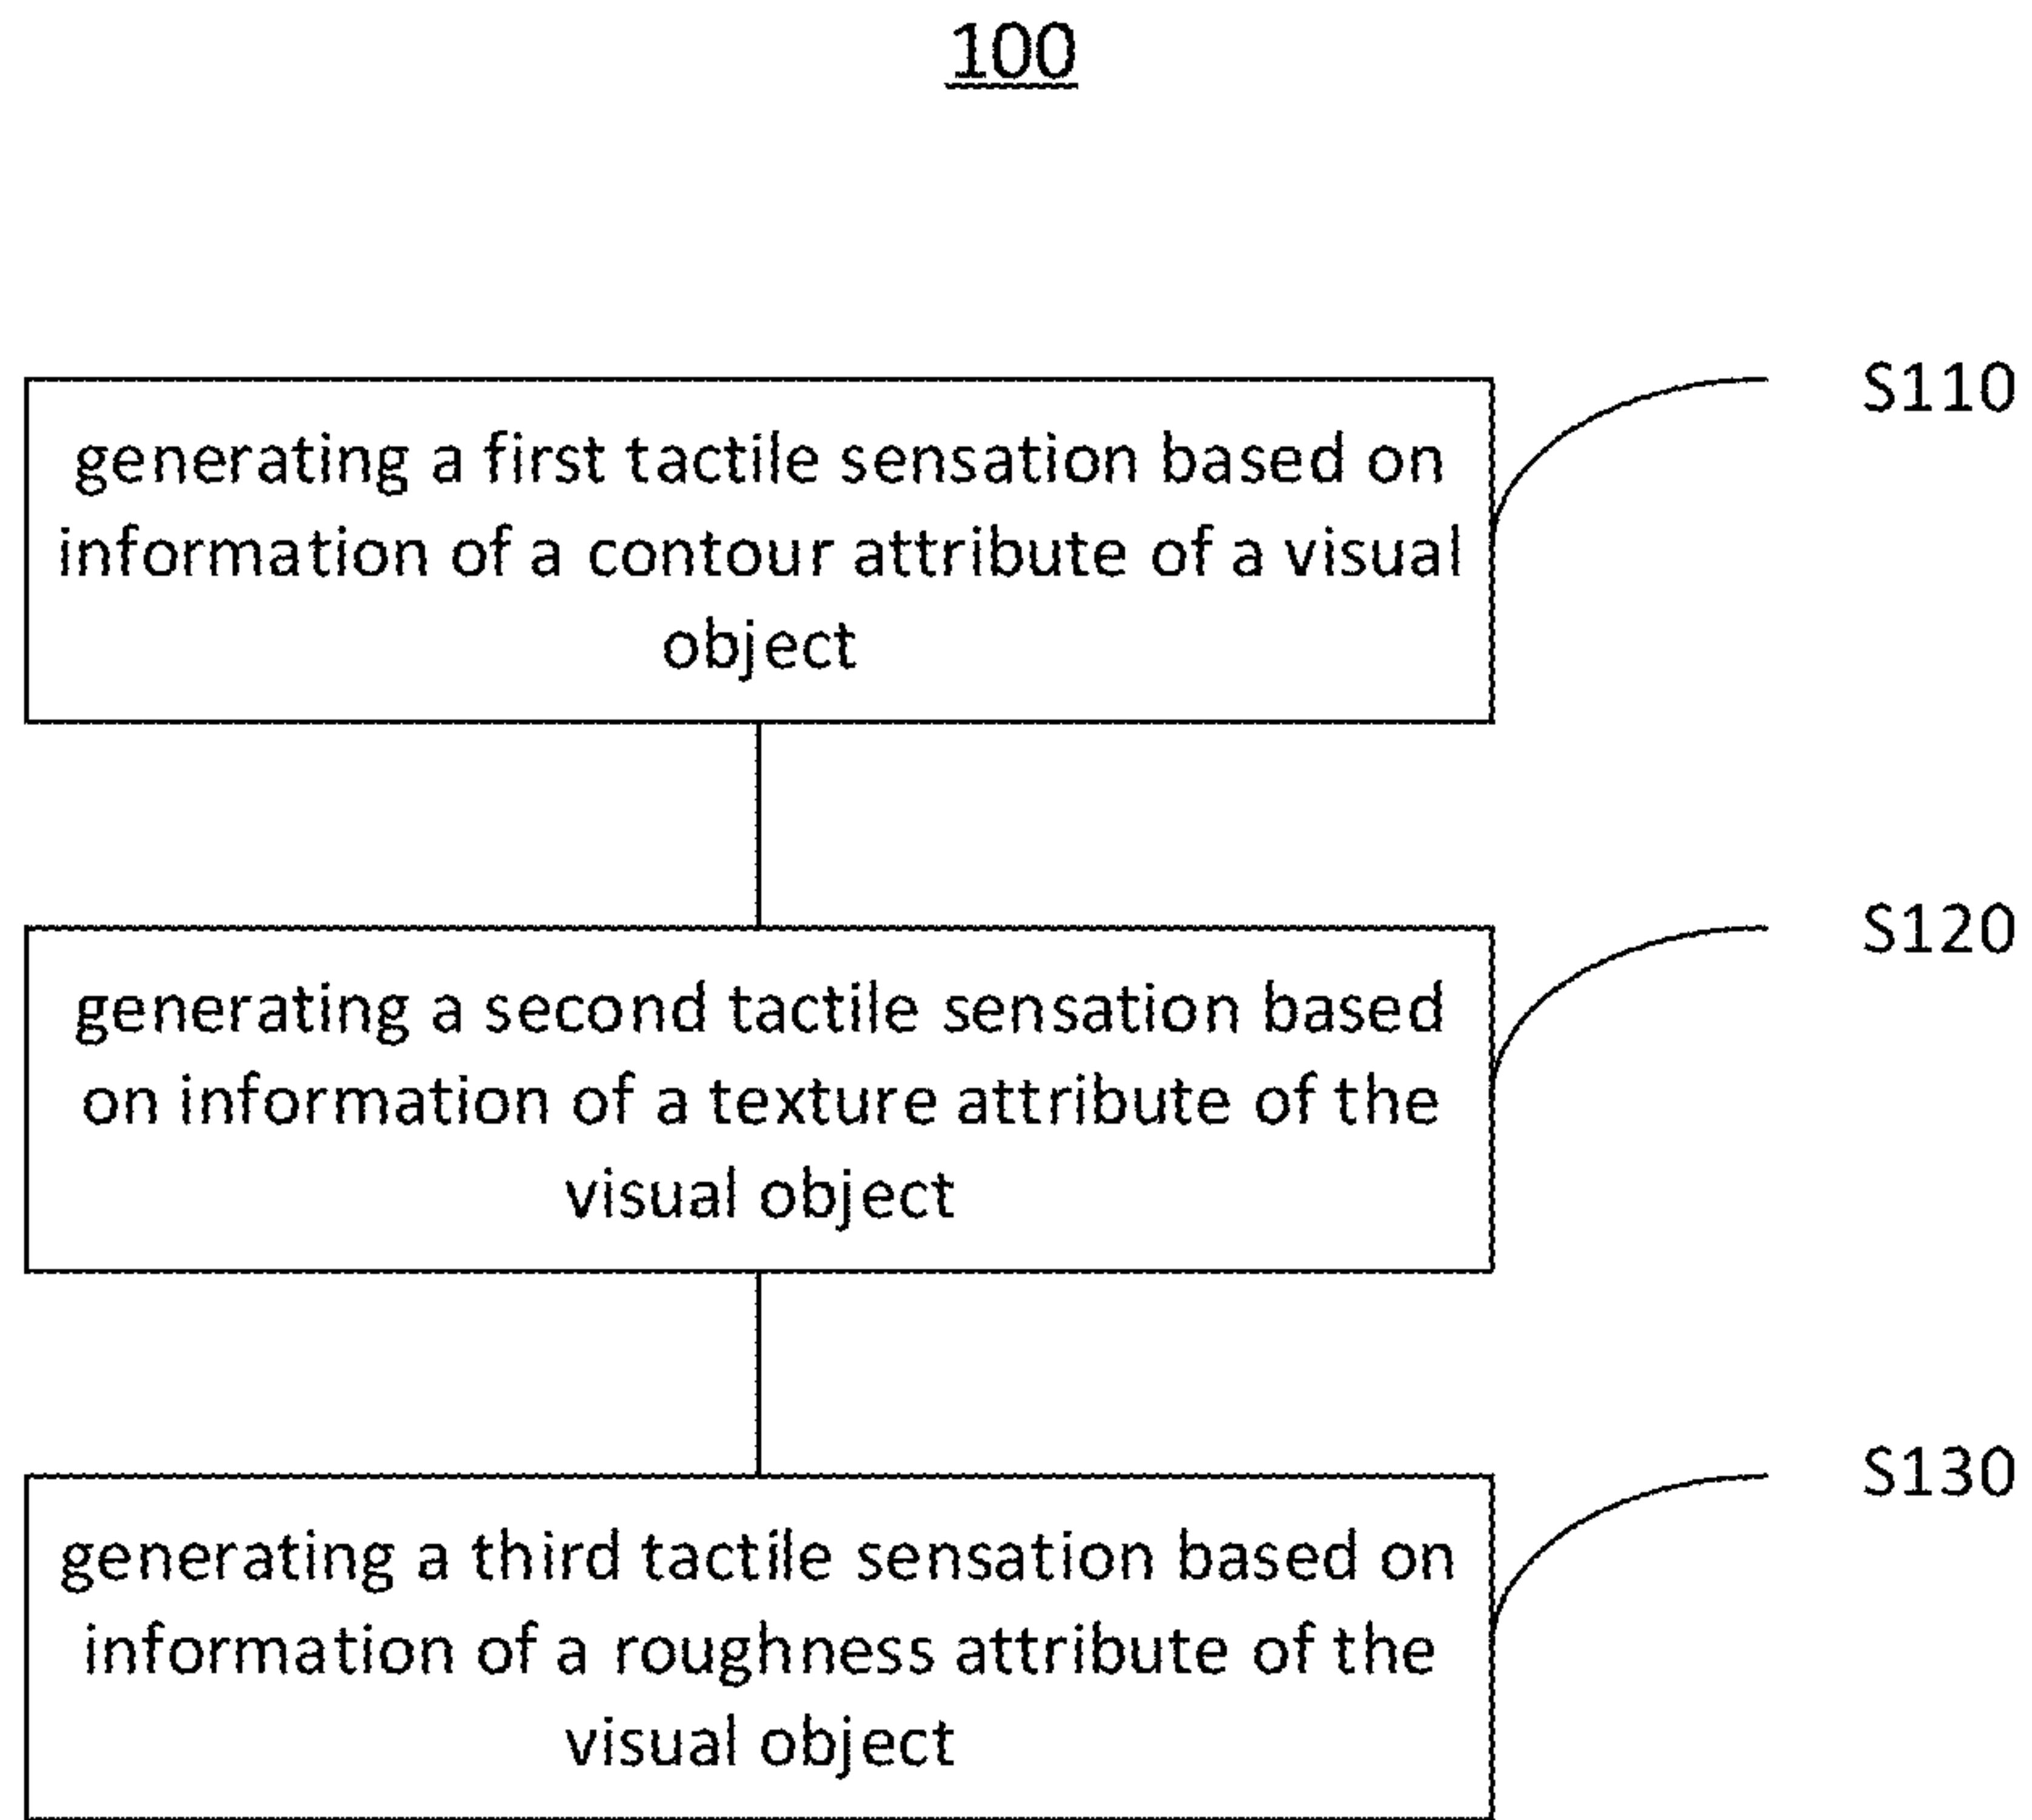 100
S110
generating a first tactile sensation based on
information of a contour attribute of a visual
object
S120
generating a second tactile sensation based
on information of a texture attribute of the
visual object
S130
generating a third tactile sensation based on
information of a roughness attribute of the
visual object